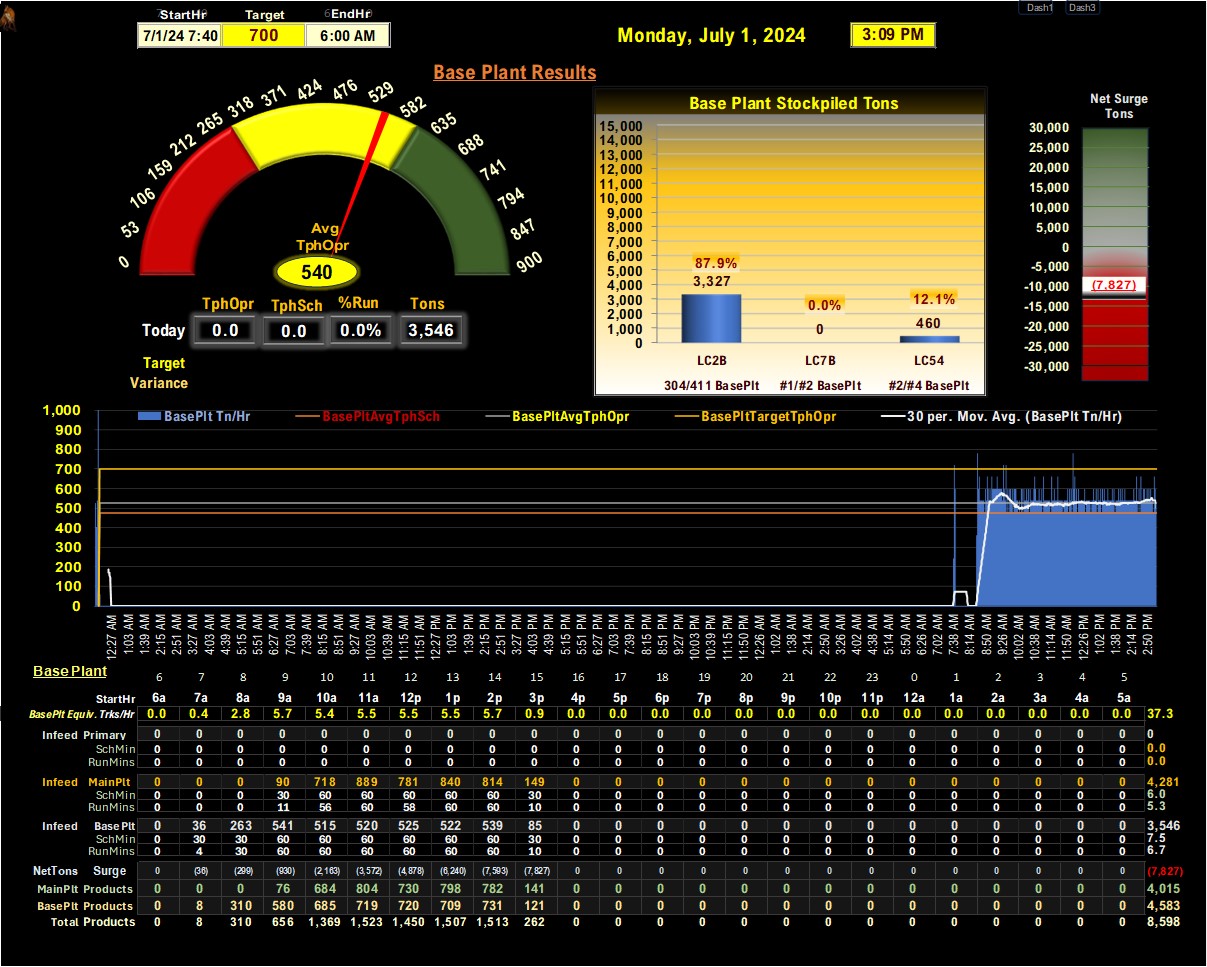 StartHr Target EndHr Dash1 Dash3
7/1/24 7:40 700 6:00 AM Monday, July 1, 2024 3:09 PM
Base Plant Results
0 53 106 159 212 265 318 371 424 476 529 582 635 688 741 794 847 900
Avg
TphOpr
540
TphOpr TphSch %Run Tons
Today 0.0 0.0 0.0% 3,546
Target
Variance
Base Plant Stockpiled Tons
15,000
14,000
13,000
12,000
11,000
10,000
9,000
8,000
7,000
6,000
5,000
4,000
3,000
2,000
1,000
0
87.9% 0.0% 12.1%
3,327 0 460
LC2B LC7B LC54
304/411 BasePlt #1/#2 BasePlt #2/#4 BasePlt
Net Surge
Tons
30,000
25,000
20,000
15,000
10,000
5,000
0
-5,000
-10,000
-15,000
-20,000
-25,000
-30,000
(7,827)
BasePlt Tn/Hr BasePltAvgTphSch BasePltAvgTphOpr BasePltTargetTphOpr 30 per. Mov. Avg. (BasePlt Tn/Hr)
1,000
900
800
700
600
500
400
300
200
100
0
12:27 AM 1:03 AM 1:39 AM 2:15 AM 2:51 AM 3:27 AM 4:03 AM 4:39 AM 5:15 AM 5:51 AM 6:27 AM 7:03 AM 7:39 AM 8:15 AM 8:51 AM 9:27 AM 10:03 AM 10:39 AM 11:15 AM 11:51 AM 12:27 PM 1:03 PM 1:39 PM 2:15 PM 2:51 PM 3:27 PM 4:03 PM 4:39 PM 5:15 PM 5:51 PM 6:27 PM 7:03 PM 7:39 PM 8:15 PM 8:51 PM 9:27 PM 10:03 PM 10:39 PM 11:15 PM 11:50 PM 12:26 AM 1:02 AM 1:38 AM 2:14 AM 2:50 AM 3:26 AM 4:02 AM 4:38 AM 5:14 AM 5:50 AM 6:26 AM 7:02 AM 7:38 AM 8:14 AM 8:50 AM 9:26 AM 10:02 AM 10:38 AM 11:14 AM 11:50 AM 12:26 PM 1:02 PM 1:38 PM 2:14 PM 2:50 PM
Base Plant 6 7 8 9 10 11 12 13 14 15 16 17 18 19 20 21 22 23 0 1 2 3 4 5
StartHr 6a 7a 8a 9a 10a 11a 12p 1p 2p 3p 4p 5p 6p 7p 8p 9p 10p 11p 12a 1a 2a 3a 4a 5a
BasePlt Equiv. Trks/Hr 0.0 0.4 2.8 5.7 5.4 5.5 5.5 5.5 5.7 0.9 0.0 0.0 0.0 0.0 0.0 0.0 0.0 0.0 0.0 0.0 0.0 0.0 0.0 0.0 37.3
Infeed Primary 0 0 0 0 0 0 0 0 0 0 0 0 0 0 0 0 0 0 0 0 0 0 0 0 0
SchMin 0 0 0 0 0 0 0 0 0 0 0 0 0 0 0 0 0 0 0 0 0 0 0 0 0.0
RunMins 0 0 0 0 0 0 0 0 0 0 0 0 0 0 0 0 0 0 0 0 0 0 0 0 0.0
Infeed MainPlt 0 0 0 90 718 889 781 840 814 149 0 0 0 0 0 0 0 0 0 0 0 0 0 0 4,281
SchMin 0 0 0 30 60 60 60 60 60 30 0 0 0 0 0 0 0 0 0 0 0 0 0 0 6.0
RunMins 0 0 0 11 56 60 58 60 60 10 0 0 0 0 0 0 0 0 0 0 0 0 0 0 5.3
Infeed Base Plt 0 36 263 541 515 520 525 522 539 85 0 0 0 0 0 0 0 0 0 0 0 0 0 0 3,546
SchMin 0 30 30 60 60 60 60 60 60 30 0 0 0 0 0 0 0 0 0 0 0 0 0 0 7.5
RunMins 0 4 30 60 60 60 60 60 60 10 0 0 0 0 0 0 0 0 0 0 0 0 0 0 6.7
NetTons Surge 0 (36) (299) (930) (2,163) (3,572) (4,878) (6,240) (7,593) (7,827) 0 0 0 0 0 0 0 0 0 0 0 0 0 0 (7,827)
MainPlt Products 0 0 0 76 684 804 730 798 782 141 0 0 0 0 0 0 0 0 0 0 0 0 0 0 4,015
BasePlt Products 0 8 310 580 685 719 720 709 731 121 0 0 0 0 0 0 0 0 0 0 0 0 0 0 4,583
Total Products 0 8 310 656 1,369 1,523 1,450 1,507 1,513 262 0 0 0 0 0 0 0 0 0 0 0 0 0 0 8,598